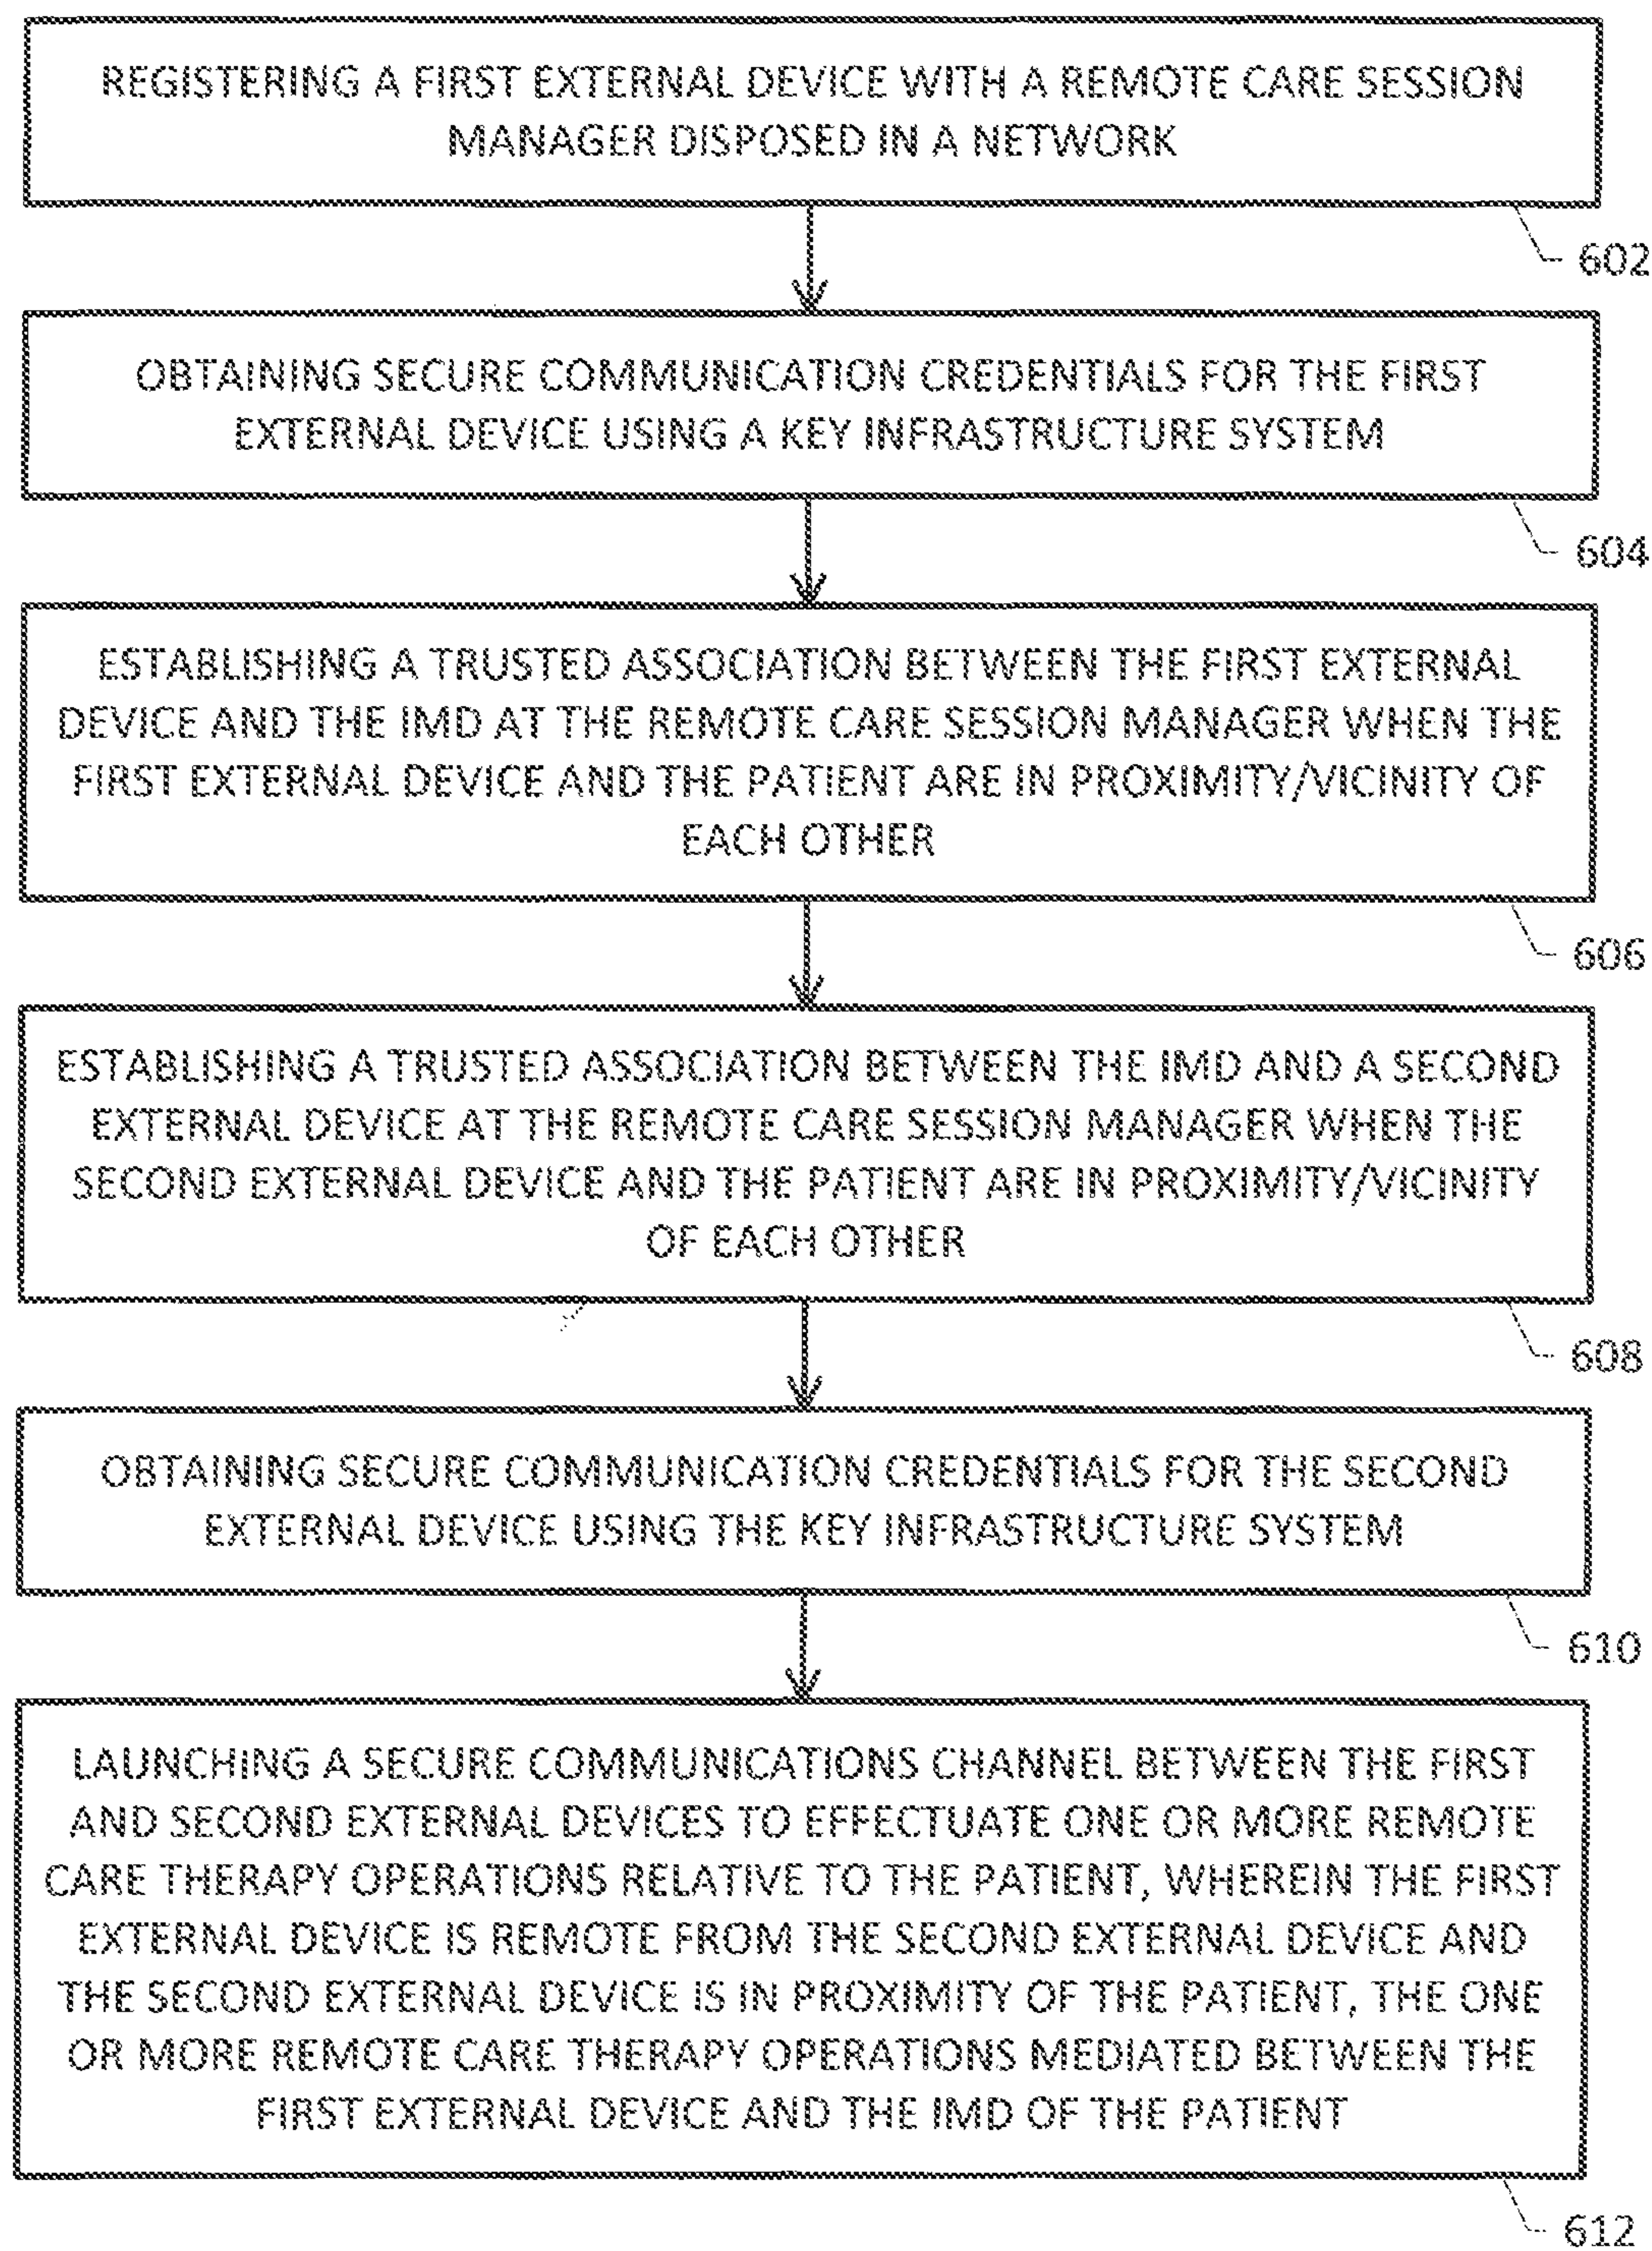 REGISTERING A FIRST EXTERNAL DEVICE WITH A REMOTE CARE SESSION
MANAGER DISPOSED IN A NETWORK
602
OBTAINING SECURE COMMUNICATION CREDENTIALS FOR THE FIRST
EXTERNAL DEVICE USING A KEY INFRASTRUCTURE SYSTEM
604
ESTABLISHING A TRUSTED ASSOCIATION BETWEEN THE FIRST EXTERNAL
DEVICE AND THE IMD AT THE REMOTE CARE SESSION MANAGER WHEN THE
FIRST EXTERNAL DEVICE AND THE PATIENT ARE IN PROXIMITY/VICINITY OF
EACH OTHER
606
ESTABLISHING A TRUSTED ASSOCIATION BETWEEN THE IMD AND A SECOND
EXTERNAL DEVICE AT THE REMOTE CARE SESSION MANAGER WHEN THE
SECOND EXTERNAL DEVICE AND THE PATIENT ARE IN PROXIMITY/VICINITY
OF EACH OTHER
608
OBTAINING SECURE COMMUNICATION CREDENTIALS FOR THE SECOND
EXTERNAL DEVICE USING THE KEY INFRASTRUCTURE SYSTEM
610
LAUNCHING A SECURE COMMUNICATIONS CHANNEL BETWEEN THE FIRST
AND SECOND EXTERNAL DEVICES TO EFFECTUATE ONE OR MORE REMOTE
CARE THERAPY OPERATIONS RELATIVE TO THE PATIENT, WHEREIN THE FIRST
EXTERNAL DEVICE IS REMOTE FROM THE SECOND EXTERNAL DEVICE AND
THE SECOND EXTERNAL DEVICE IS IN PROXIMITY OF THE PATIENT, THE ONE
OR MORE REMOTE CARE THERAPY OPERATIONS MEDIATED BETWEEN THE
FIRST EXTERNAL DEVICE AND THE IMD OF THE PATIENT
612